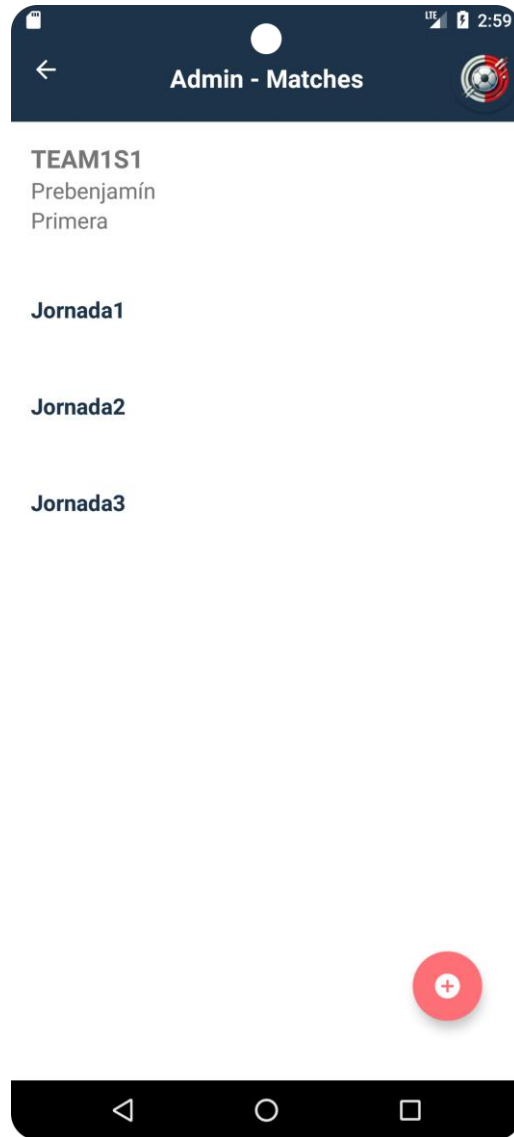 LTE 2:59
Admin - Matches
TEAM1S1
Prebenjamín
Primera
Jornada1
Jornada2
Jornada3